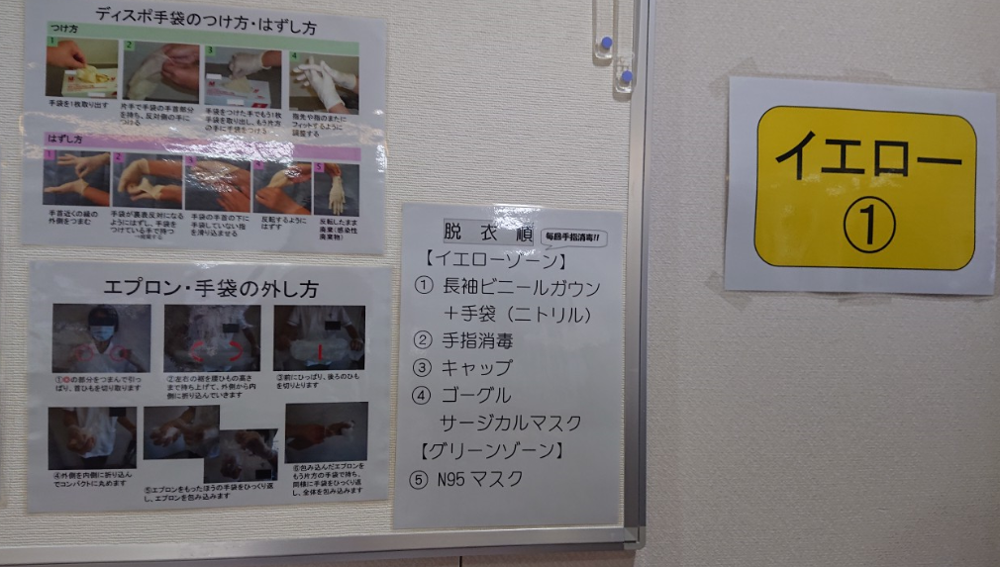 ディスポ手袋のつけ方・はずし方
つけ方
1
2
3
4
手袋を1枚取り出す
片手で手袋の手首部分
を持ち、反対側の手に
つける
手袋をつけた手でもう1枚
手袋を取り出し、もう片方
の手に手袋をつける
指先や指のまたに
フィットするように
調整する
はずし方
1
2
3
4
5
手首近くの縁の
外側をつまむ
手袋が裏表反対になる
ようにはずし、手袋を
つけている手で持つ
手袋の手首の下に
手袋していない指
を滑り込ませる
反転するように
はずす
反転したまま
廃棄(感染性
廃棄物)
エプロン・手袋の外し方
の部分をつまんで引っ
ぱり、首ひもを切り取ります
②左右の裾を腰ひもの高さ
まで持ち上げて、外側から内
側に折り込んでいきます
③前にひっぱり、後ろのひも
を切りとります
④外側を内側に折り込ん
でコンパクトに丸めます
⑤エプロンをもったほうの手袋をひっくり返
し、エプロンを包み込みます
⑥包み込んだエプロンを
もう片方の手袋で持ち、
同様に手袋をひっくり返
し、全体を包み込みます
脱衣順
毎回手指消毒!!
【イエローゾーン】
① 長袖ビニールガウン
＋手袋（ニトリル）
② 手指消毒
③ キャップ
④ ゴーグル
サージカルマスク
【グリーンゾーン】
⑤ N95マスク
イエロー
①